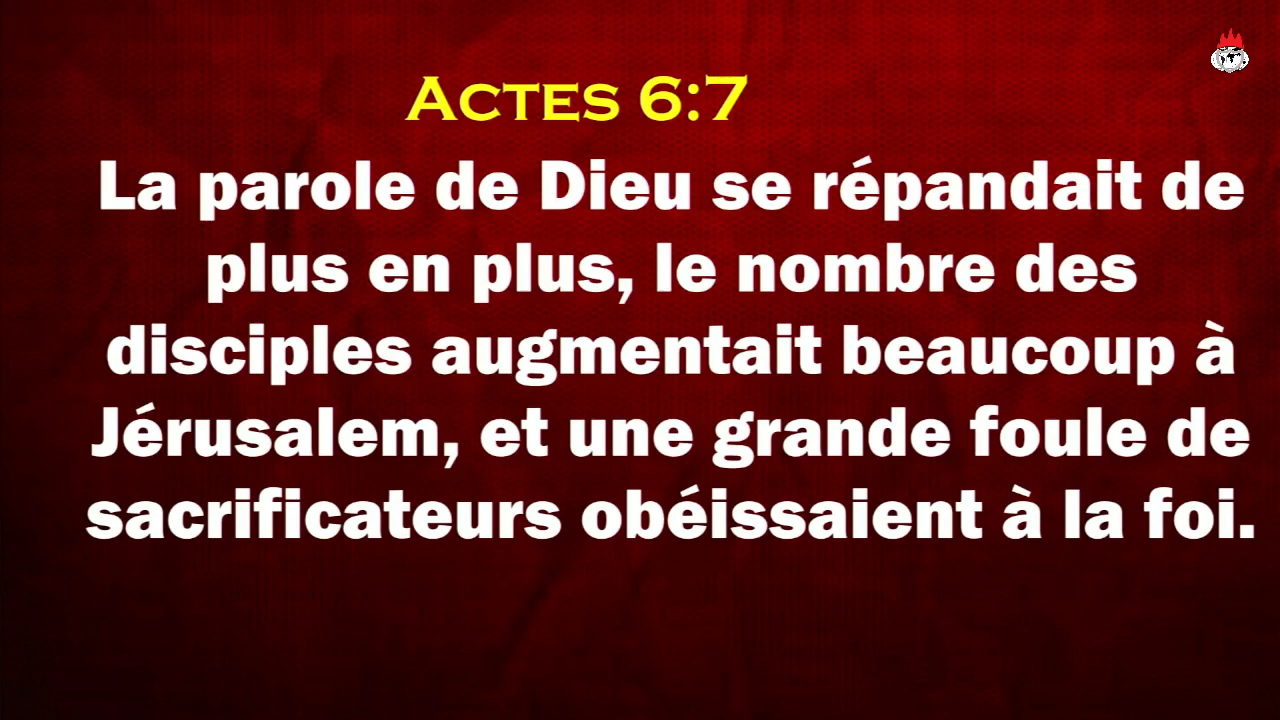 Actes 6:7
La parole de Dieu se répandait de
plus en plus, le nombre des
disciples augmentait beaucoup à
Jérusalem, et une grande foule de
sacrificateurs obéissaient à la foi.